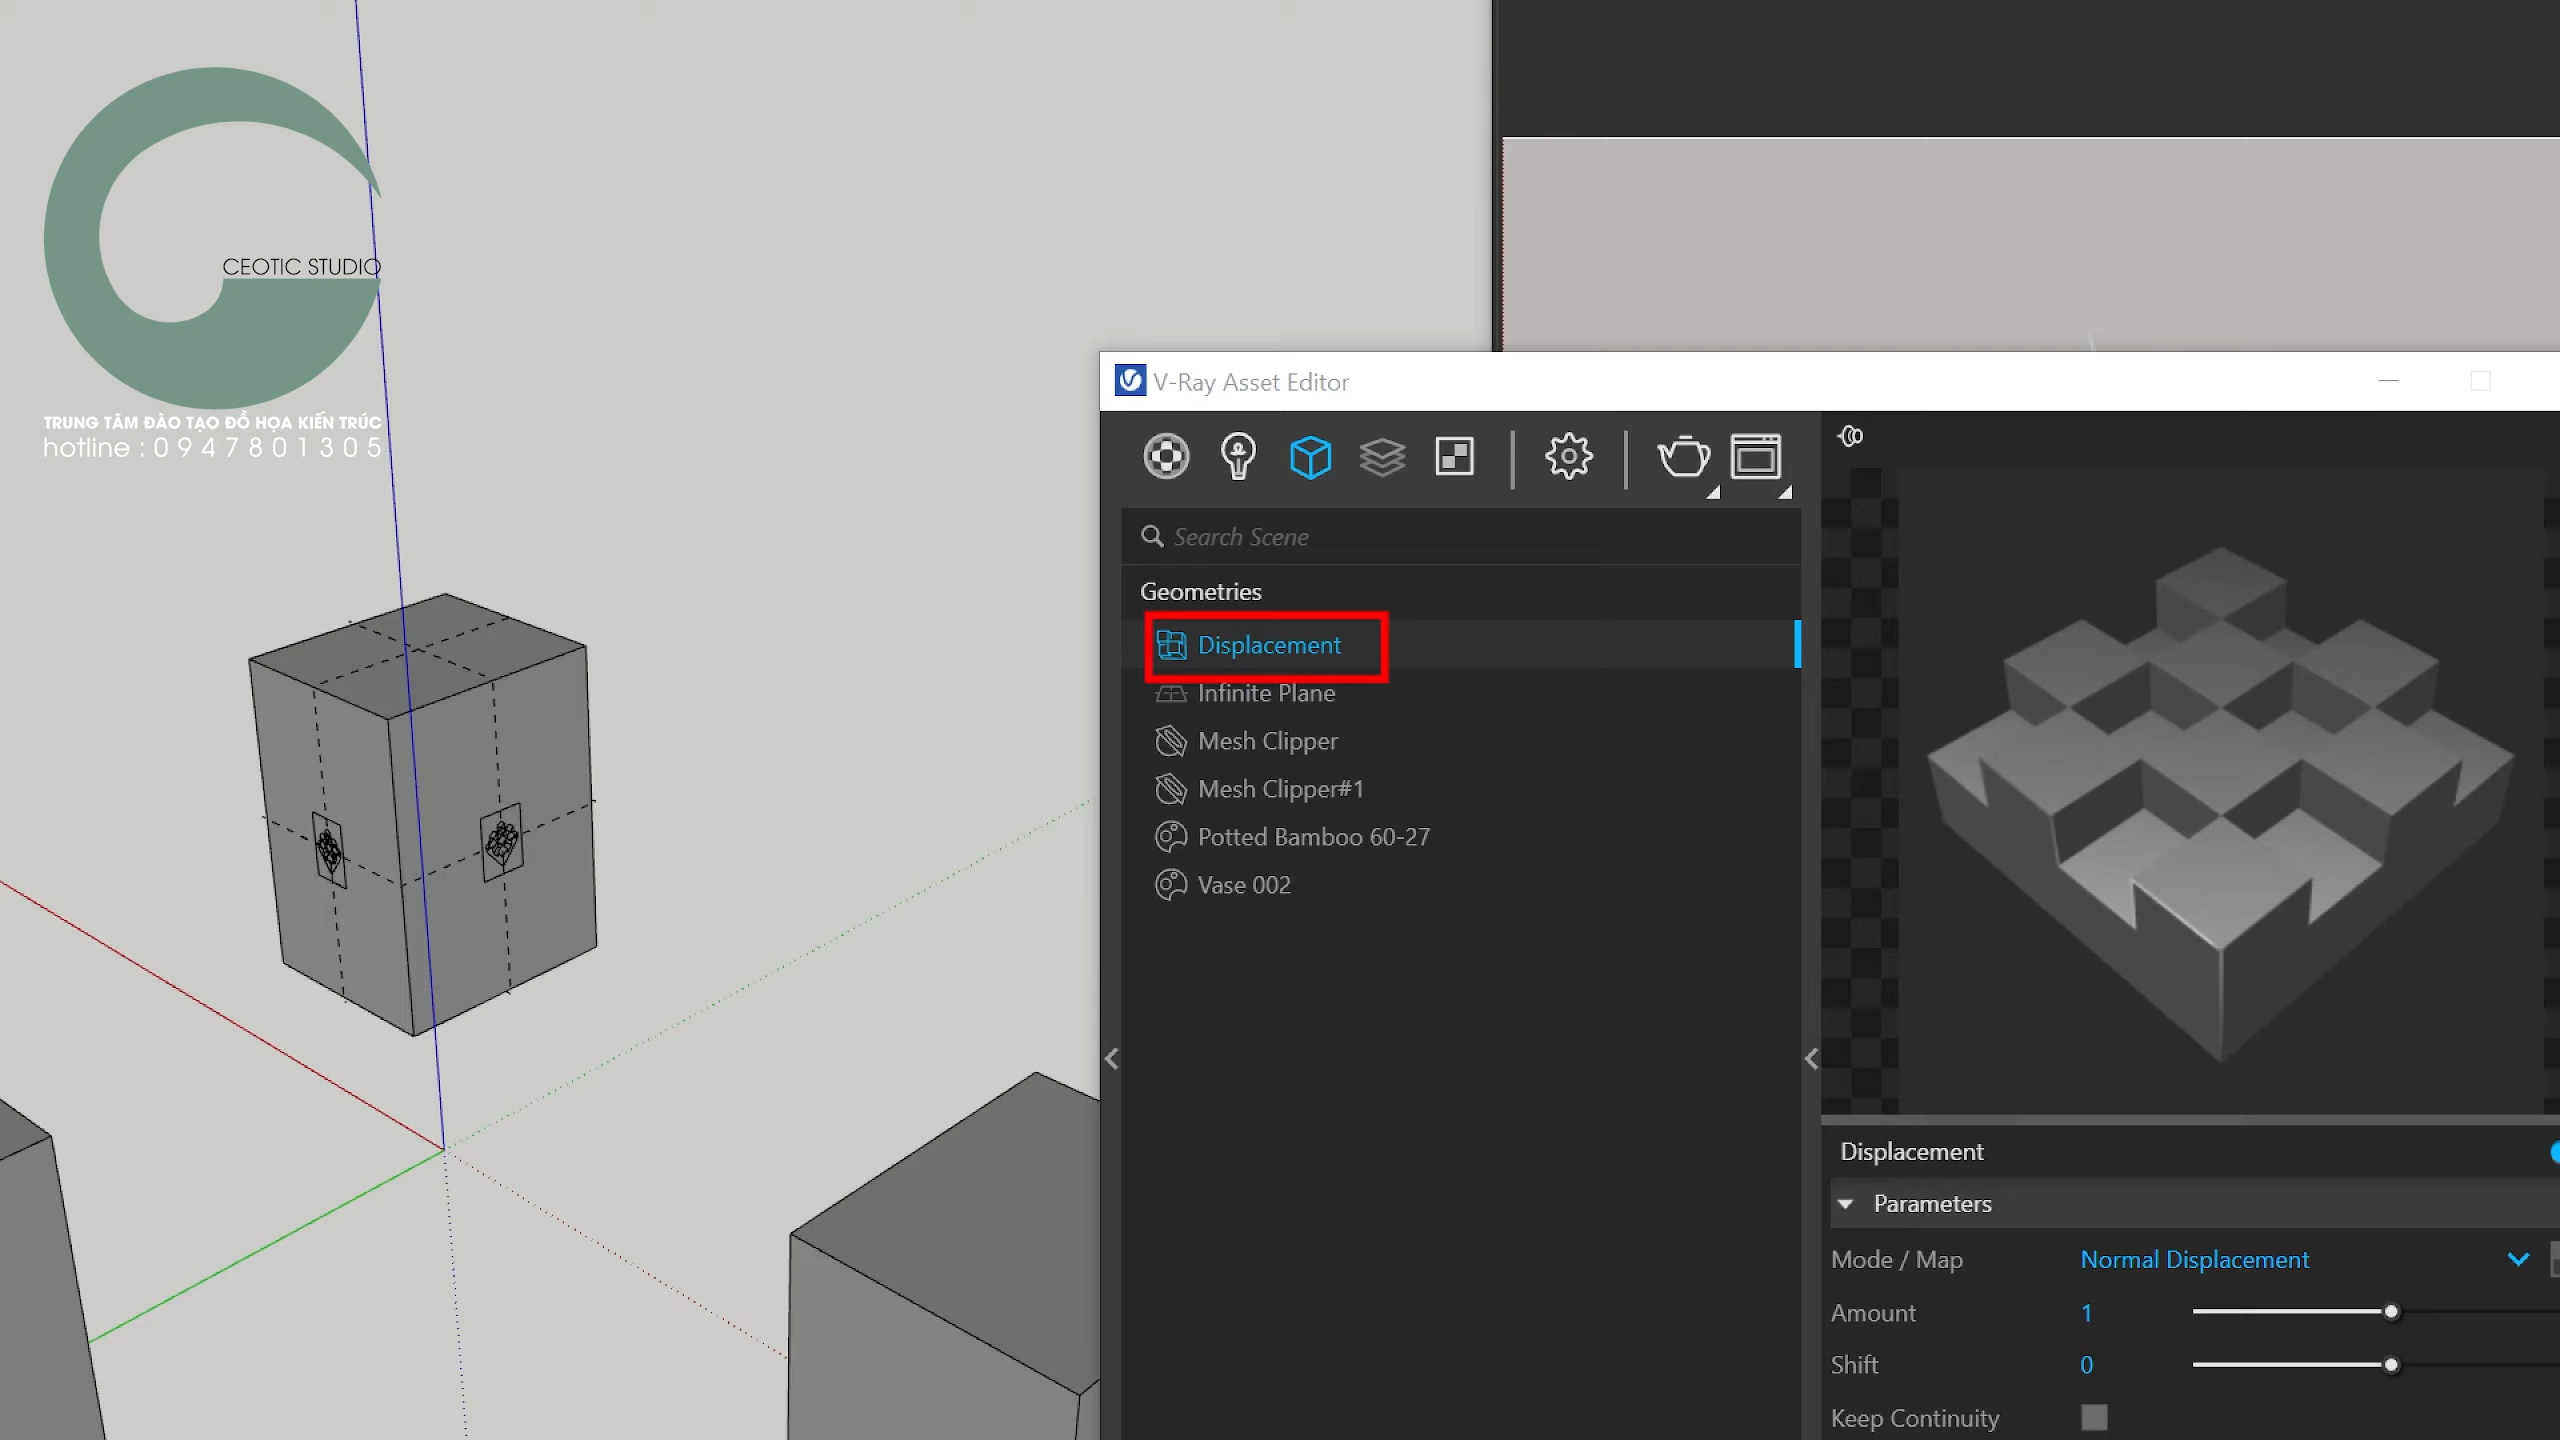 CEOTIC STUDIO
TRUNG TÂM ĐÀO TẠO ĐỒ HỌA KIẾN TRÚC
hotline : 0 9 4 7 8 0 1 3 0 5
V-Ray Asset Editor
Search Scene
Geometries
Displacement
Infinite Plane
Mesh Clipper
Mesh Clipper#1
Potted Bamboo 60-27
Vase 002
Displacement
Parameters
Mode / Map Normal Displacement
Amount 1
Shift 0
Keep Continuity